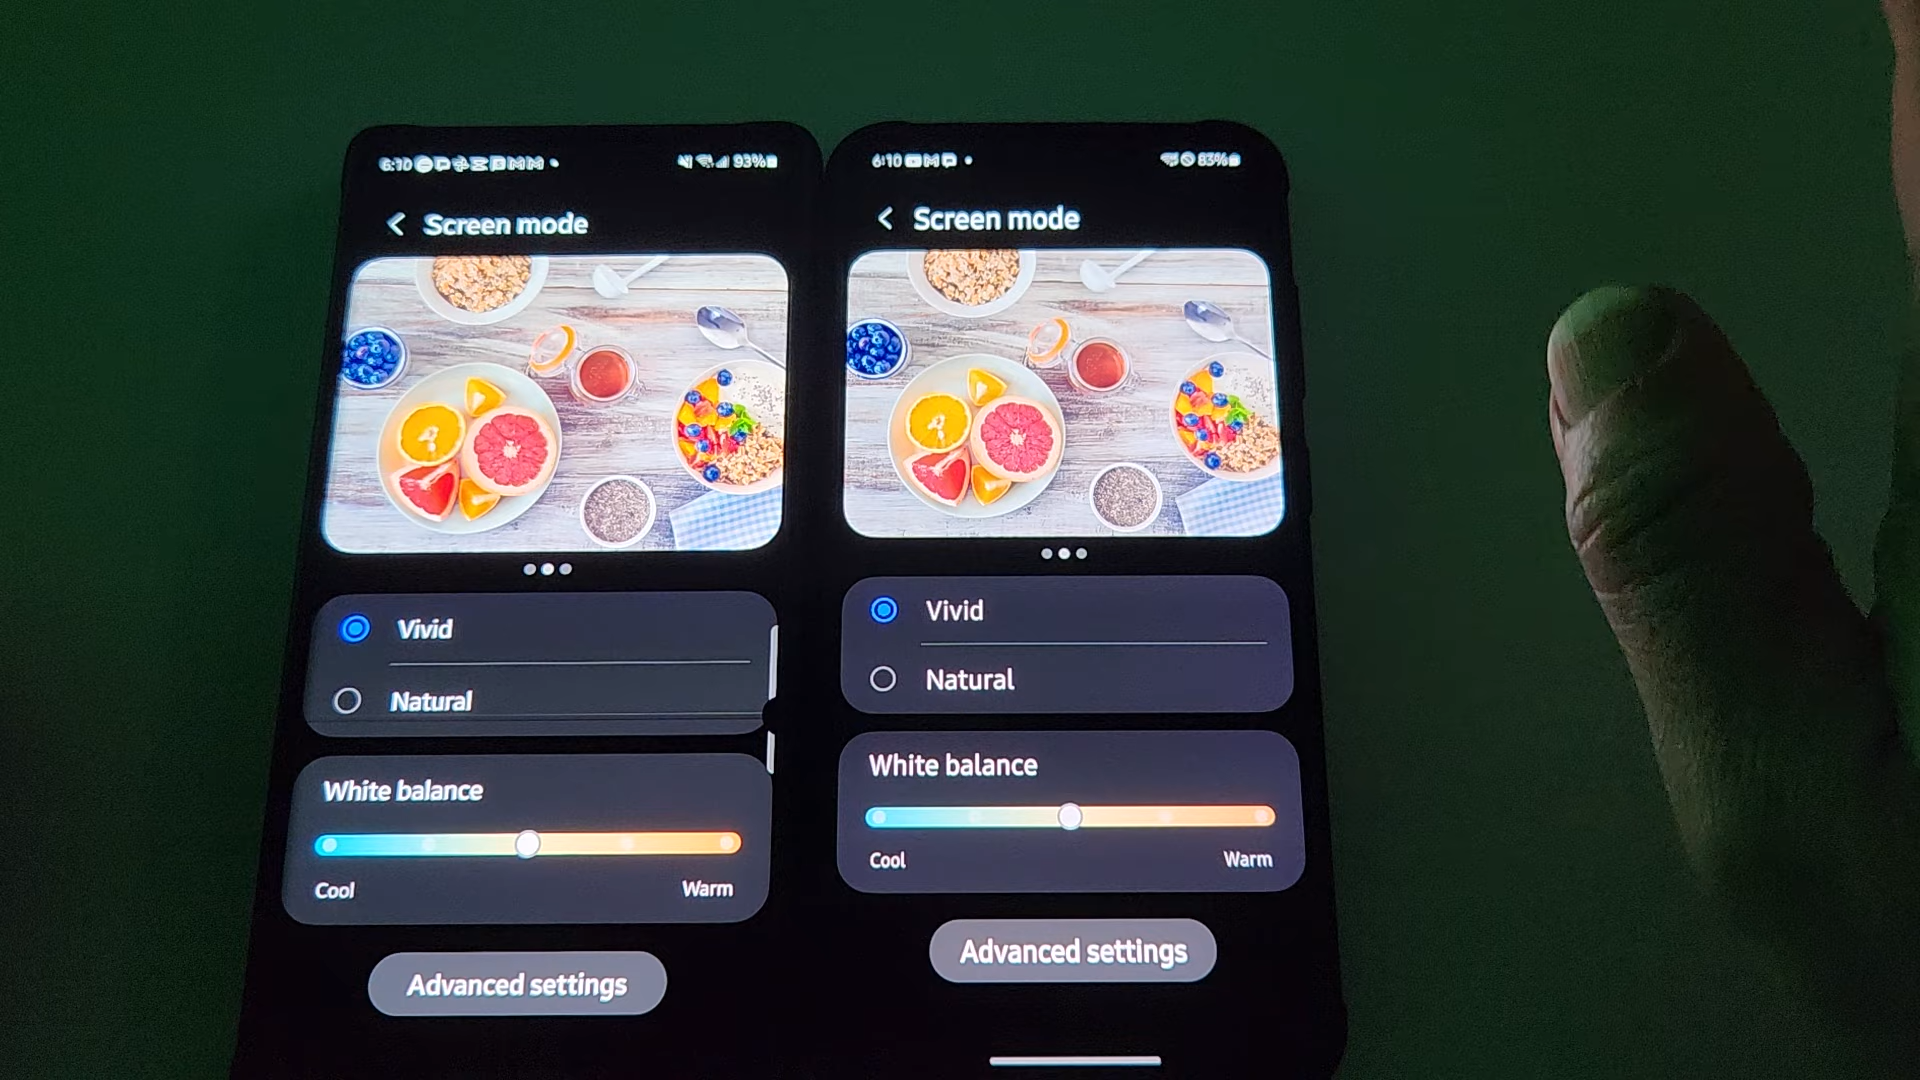 6:10 93%
Screen mode
Vivid
Natural
White balance
Cool Warm
Advanced settings
6:10 83%
Screen mode
Vivid
Natural
White balance
Cool Warm
Advanced settings